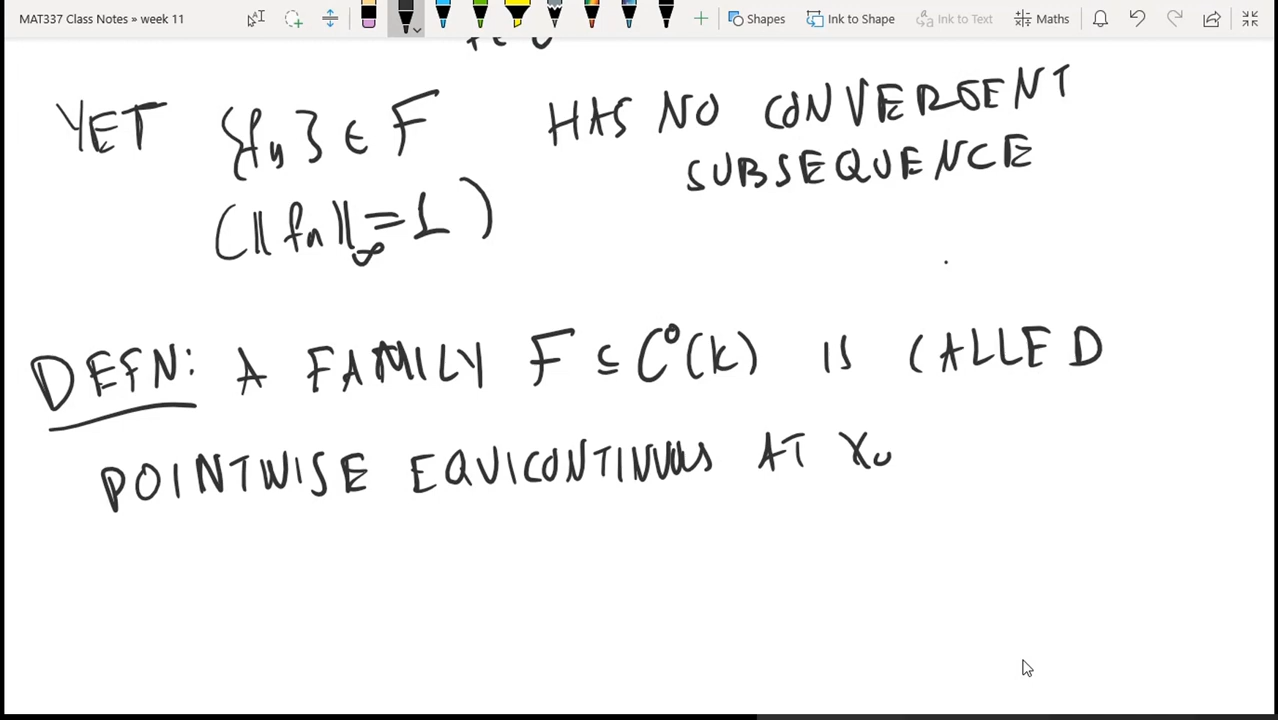 MAT337 Class Notes » week 11
Shapes
Ink to Shape
Ink to Text
Maths
YET {fn} ∈ F HAS NO CONVERGENT
SUBSEQUENCE
(‖fn‖∞ = 1)
DEFN: A FAMILY F ⊆ C⁰(K) IS CALLED
POINTWISE EQUICONTINUOUS AT x₀